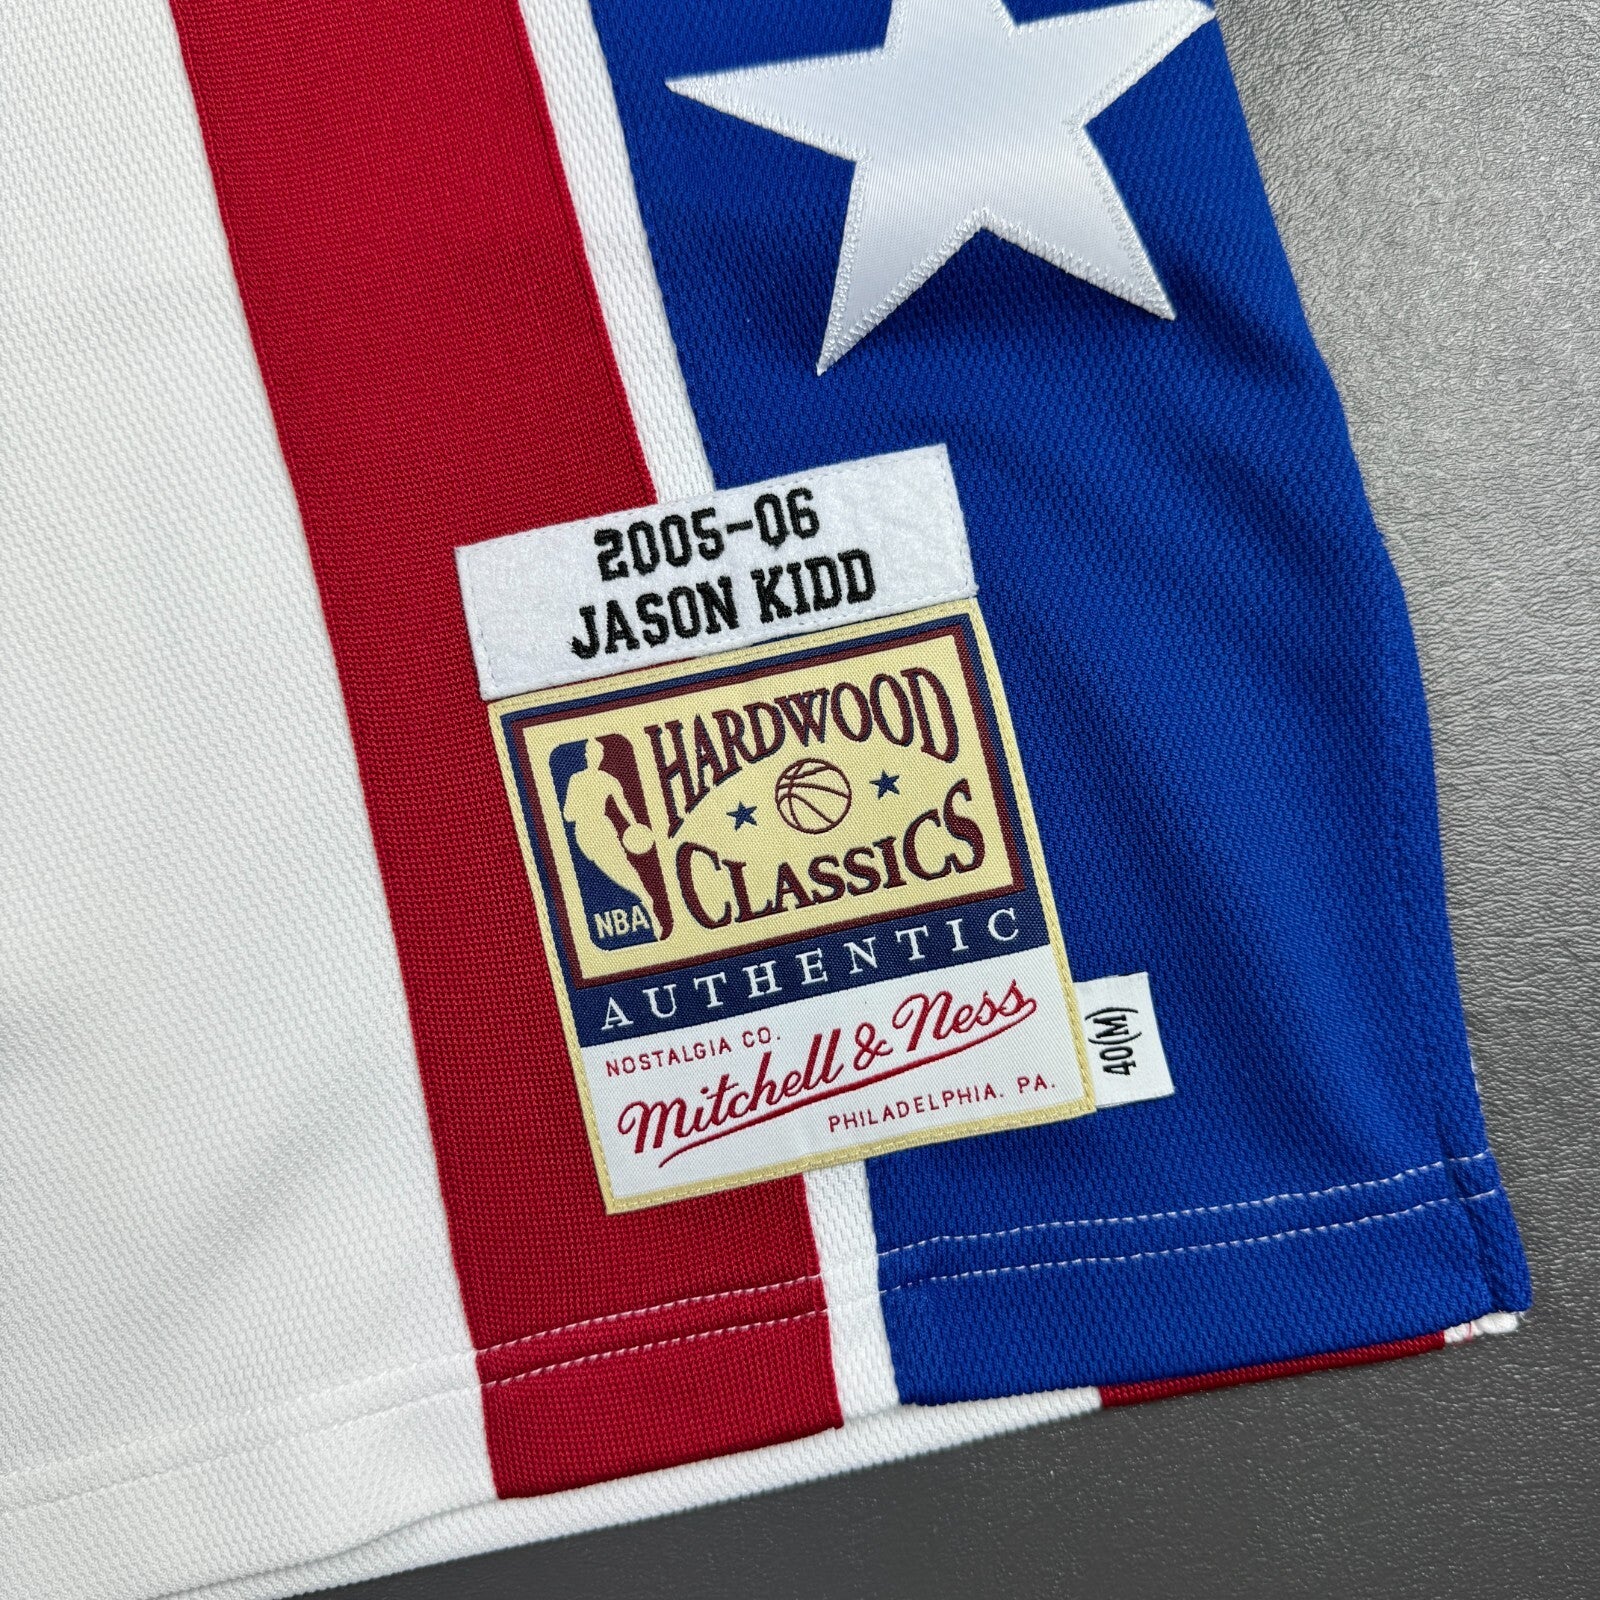 2005-06
JASON KIDD
HARDWOOD
CLASSICS
NBA
AUTHENTIC
NOSTALGIA CO.
Mitchell & Ness
PHILADELPHIA. PA.
40(M)